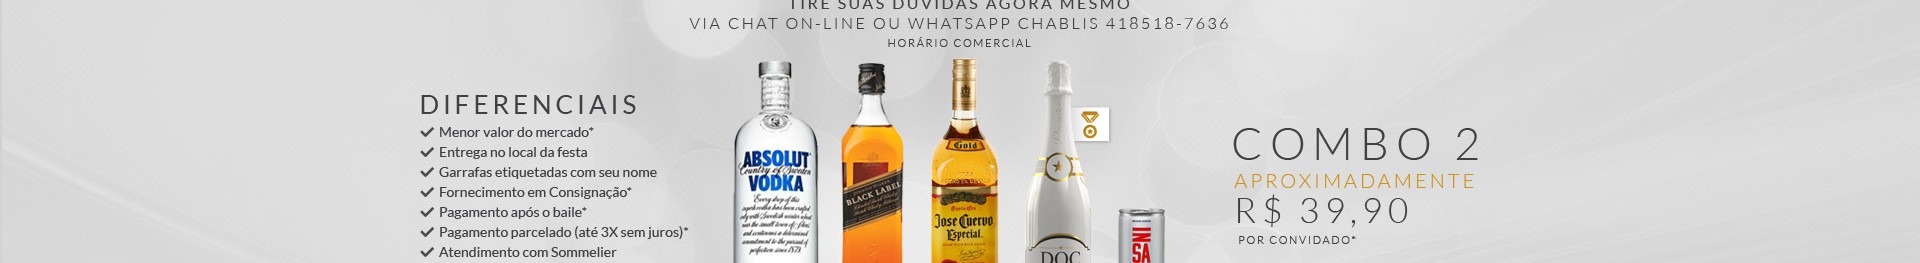 TIRE SUAS DÚVIDAS AGORA MESMO
VIA CHAT ON-LINE OU WHATSAPP CHABLIS 418518-7636
HORÁRIO COMERCIAL
DIFERENCIAIS
Menor valor do mercado*
Entrega no local da festa
Garrafas etiquetadas com seu nome
Fornecimento em Consignação*
Pagamento após o baile*
Pagamento parcelado (até 3X sem juros)*
Atendimento com Sommelier
ABSOLUT
Country of Sweden
VODKA
BLACK LABEL
Gold
Jose Cuervo
Especial.
DOC
INSA
COMBO 2
APROXIMADAMENTE
R$ 39,90
POR CONVIDADO*